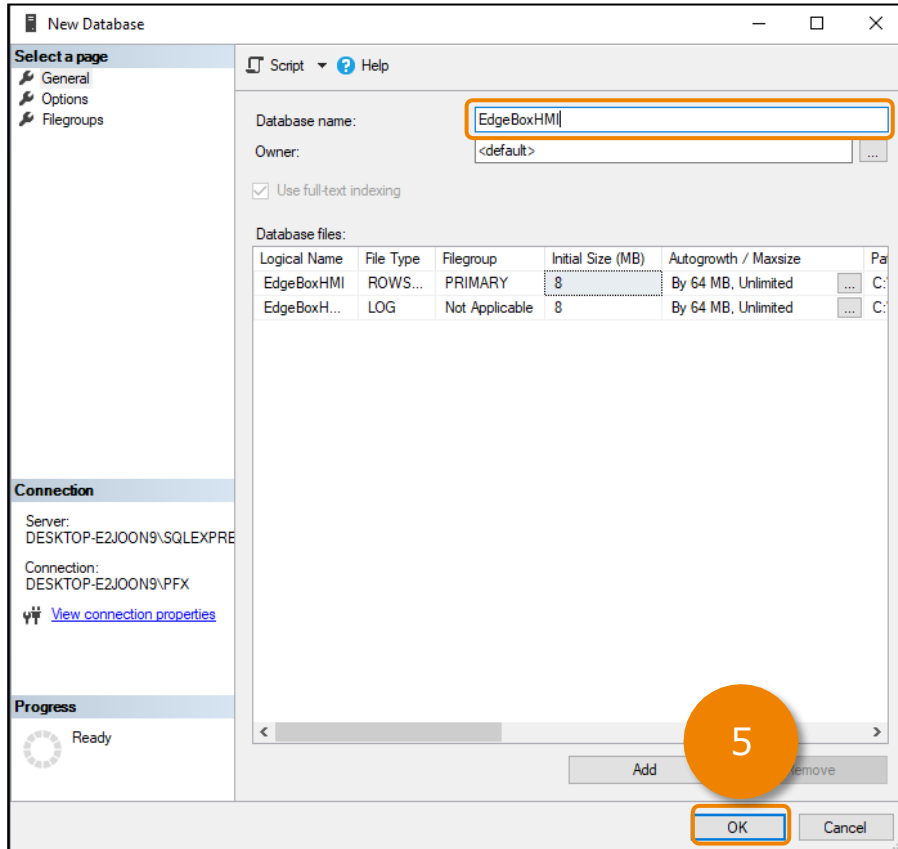 New Database
Select a page
General
Options
Filegroups
Script Help
Database name: EdgeBoxHMI
Owner: <default> ...
Use full-text indexing
Database files:
Logical Name File Type Filegroup Initial Size (MB) Autogrowth / Maxsize Pa
EdgeBoxHMI ROWS... PRIMARY 8 By 64 MB, Unlimited ... C:
EdgeBoxH... LOG Not Applicable 8 By 64 MB, Unlimited ... C:
Connection
Server:
DESKTOP-E2JOON9\SQLEXPRE
Connection:
DESKTOP-E2JOON9\PFX
View connection properties
Progress
Ready
5
Add emove
OK Cancel